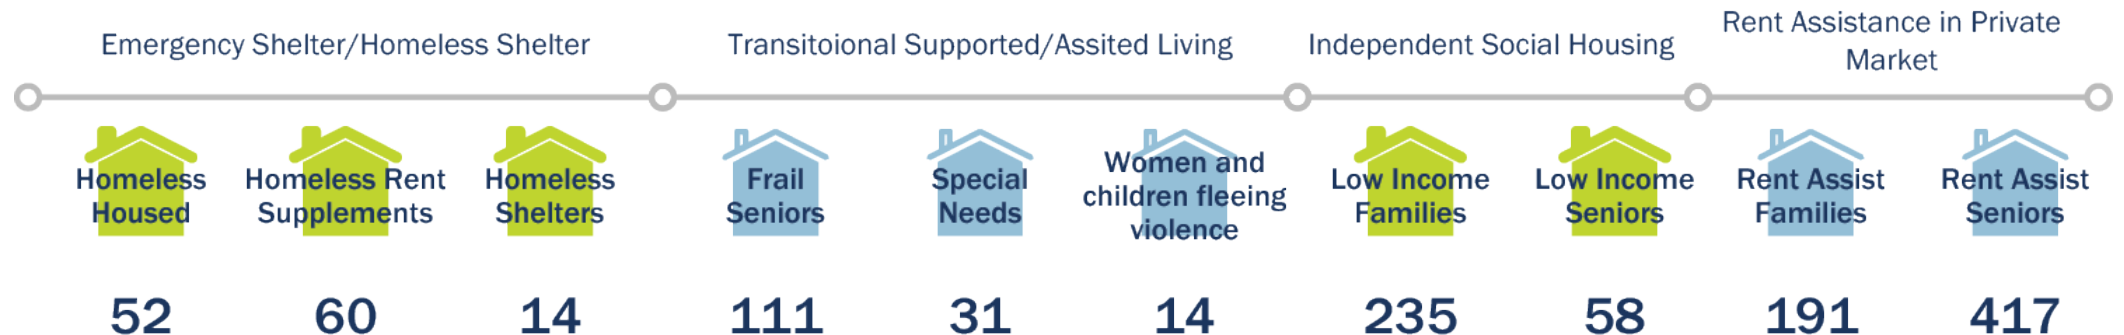 Emergency Shelter/Homeless Shelter
Transitoional Supported/Assited Living
Independent Social Housing
Rent Assistance in Private
Market
Homeless
Housed
52
Homeless Rent
Supplements
60
Homeless
Shelters
14
Frail
Seniors
111
Special
Needs
31
Women and
children fleeing
violence
14
Low Income
Families
235
Low Income
Seniors
58
Rent Assist
Families
191
Rent Assist
Seniors
417